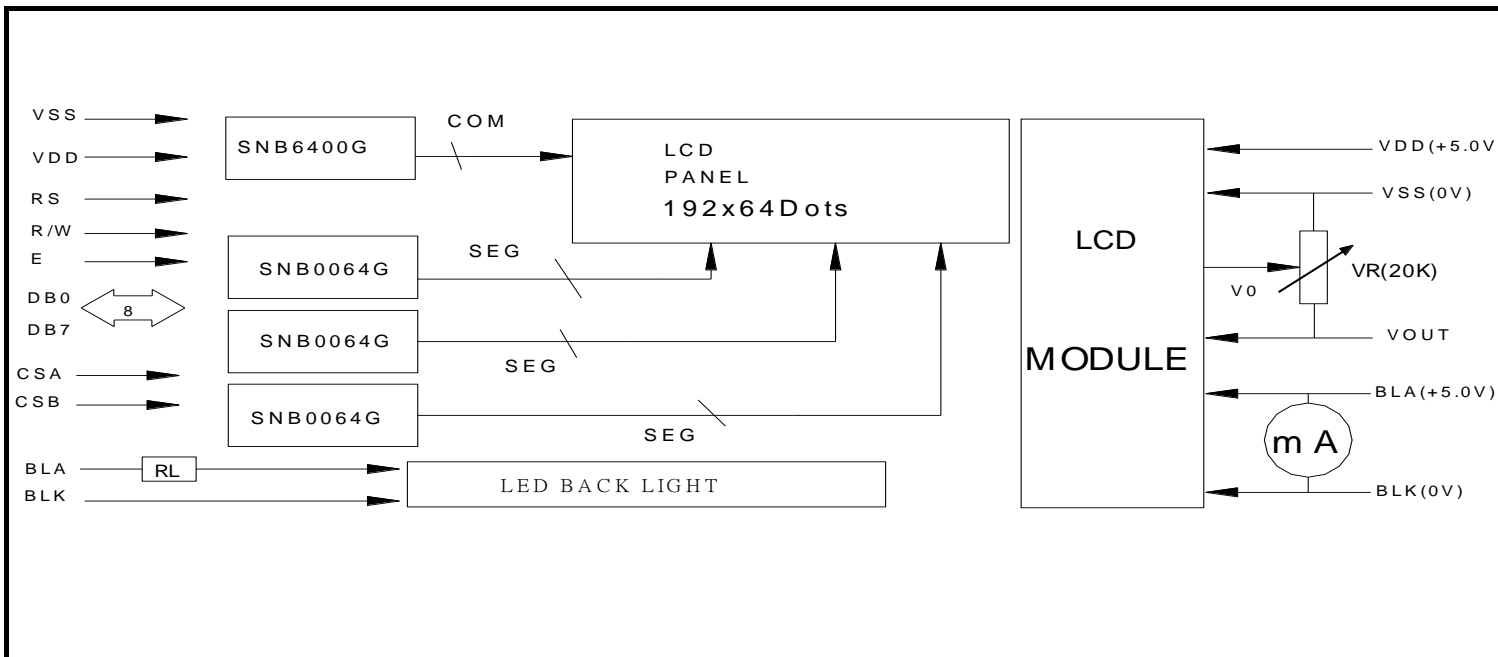 VSS
VDD
RS
R/W
E
DB0
8
DB7
CSA
CSB
BLA
RL
BLK
SNB6400G
COM
SNB0064G
SEG
SNB0064G
SEG
SNB0064G
SEG
LCD
PANEL
192x64Dots
LED BACK LIGHT
LCD
MODULE
VDD(+5.0V
VSS(0V)
V0
VR(20K)
VOUT
BLA(+5.0V)
mA
BLK(0V)